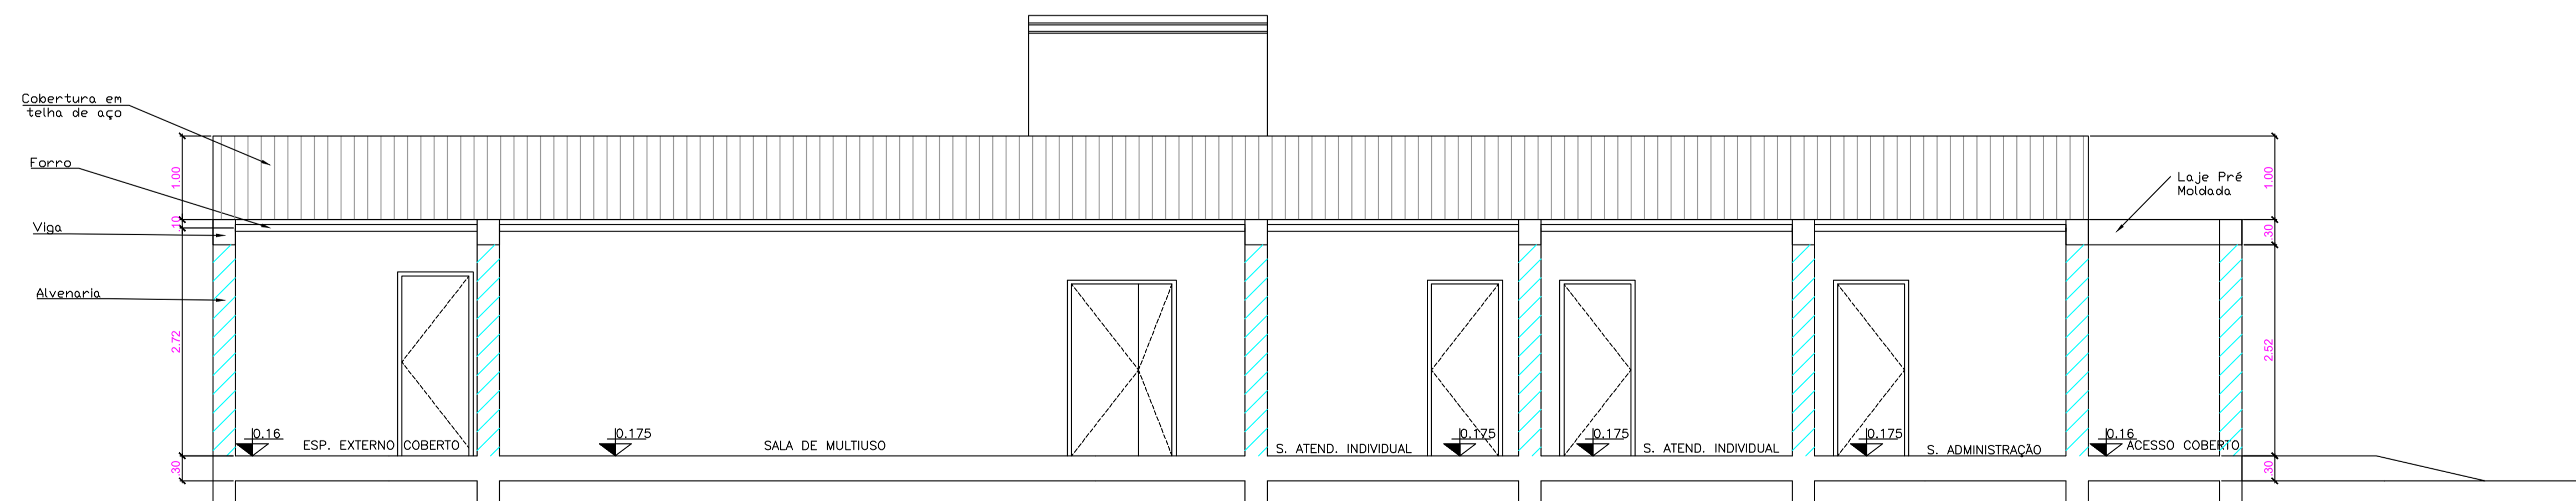 Cobertura em
telha de aço
Forro
Viga
Alvenaria
1.00
.10
2.72
.30
Laje Pré
Moldada
1.00
.30
2.52
.30
0.16
ESP. EXTERNO COBERTO
0.175
SALA DE MULTIUSO
S. ATEND. INDIVIDUAL
0.175
0.175
S. ATEND. INDIVIDUAL
0.175
S. ADMINISTRAÇÃO
0.16
ACESSO COBERTO